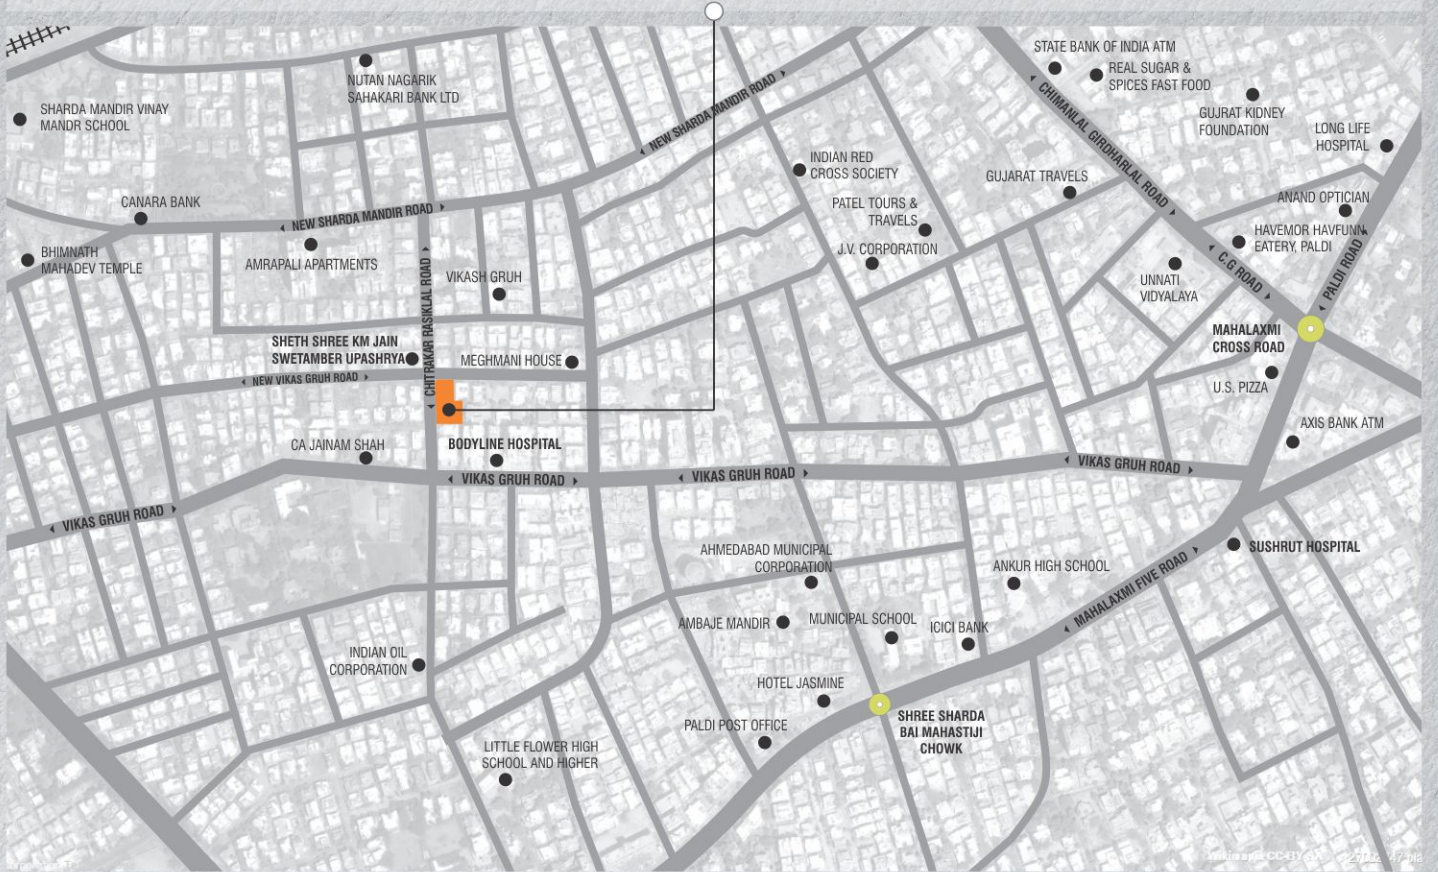 STATE BANK OF INDIA ATM
REAL SUGAR &
SPICES FAST FOOD
NUTAN NAGARIK
SAHAKARI BANK LTD
SHARDA MANDIR VINAY
MANDR SCHOOL
NEW SHARDA MANDIR ROAD
CHIMANLAL GIRDHARLAL ROAD
GUJRAT KIDNEY
FOUNDATION
LONG LIFE
HOSPITAL
INDIAN RED
CROSS SOCIETY
GUJARAT TRAVELS
CANARA BANK
NEW SHARDA MANDIR ROAD
PATEL TOURS &
TRAVELS
ANAND OPTICIAN
BHIMNATH
MAHADEV TEMPLE
AMRAPALI APARTMENTS
J.V. CORPORATION
HAVEMOR HAVFUNN
EATERY, PALDI
C.G ROAD
PALDI ROAD
VIKASH GRUH
CHITRAKAR RASIKLAL ROAD
UNNATI
VIDYALAYA
SHETH SHREE KM JAIN
SWETAMBER UPASHRYA
MEGHMANI HOUSE
MAHALAXMI
CROSS ROAD
NEW VIKAS GRUH ROAD
U.S. PIZZA
CA JAINAM SHAH
BODYLINE HOSPITAL
AXIS BANK ATM
VIKAS GRUH ROAD
VIKAS GRUH ROAD
VIKAS GRUH ROAD
VIKAS GRUH ROAD
AHMEDABAD MUNICIPAL
CORPORATION
ANKUR HIGH SCHOOL
SUSHRUT HOSPITAL
MAHALAXMI FIVE ROAD
AMBAJE MANDIR
MUNICIPAL SCHOOL
ICICI BANK
INDIAN OIL
CORPORATION
HOTEL JASMINE
PALDI POST OFFICE
SHREE SHARDA
BAI MAHASTIJI
CHOWK
LITTLE FLOWER HIGH
SCHOOL AND HIGHER
Wikimapia CC-BY-SA